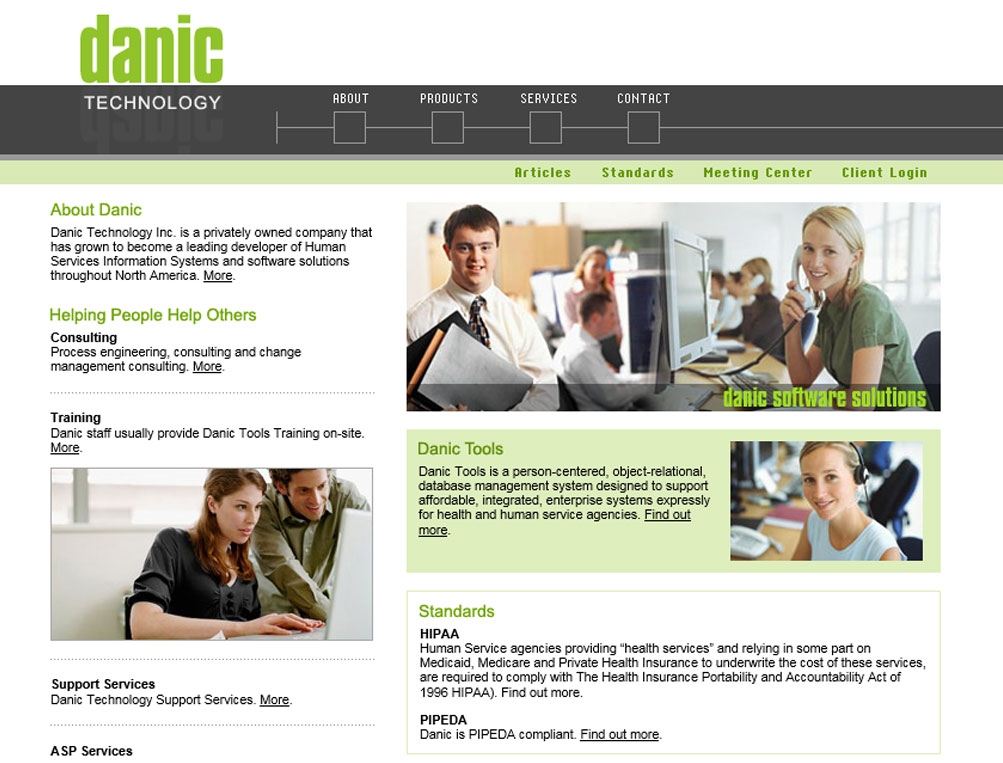 danic
TECHNOLOGY
ABOUT PRODUCTS SERVICES CONTACT
Articles Standards Meeting Center Client Login
About Danic
Danic Technology Inc. is a privately owned company that
has grown to become a leading developer of Human
Services Information Systems and software solutions
throughout North America. More.
Helping People Help Others
Consulting
Process engineering, consulting and change
management consulting. More.
Training
Danic staff usually provide Danic Tools Training on-site.
More.
Support Services
Danic Technology Support Services. More.
ASP Services
danic software solutions
Danic Tools
Danic Tools is a person-centered, object-relational,
database management system designed to support
affordable, integrated, enterprise systems expressly
for health and human service agencies. Find out
more.
Standards
HIPAA
Human Service agencies providing “health services” and relying in some part on
Medicaid, Medicare and Private Health Insurance to underwrite the cost of these services,
are required to comply with The Health Insurance Portability and Accountability Act of
1996 HIPAA). Find out more.
PIPEDA
Danic is PIPEDA compliant. Find out more.